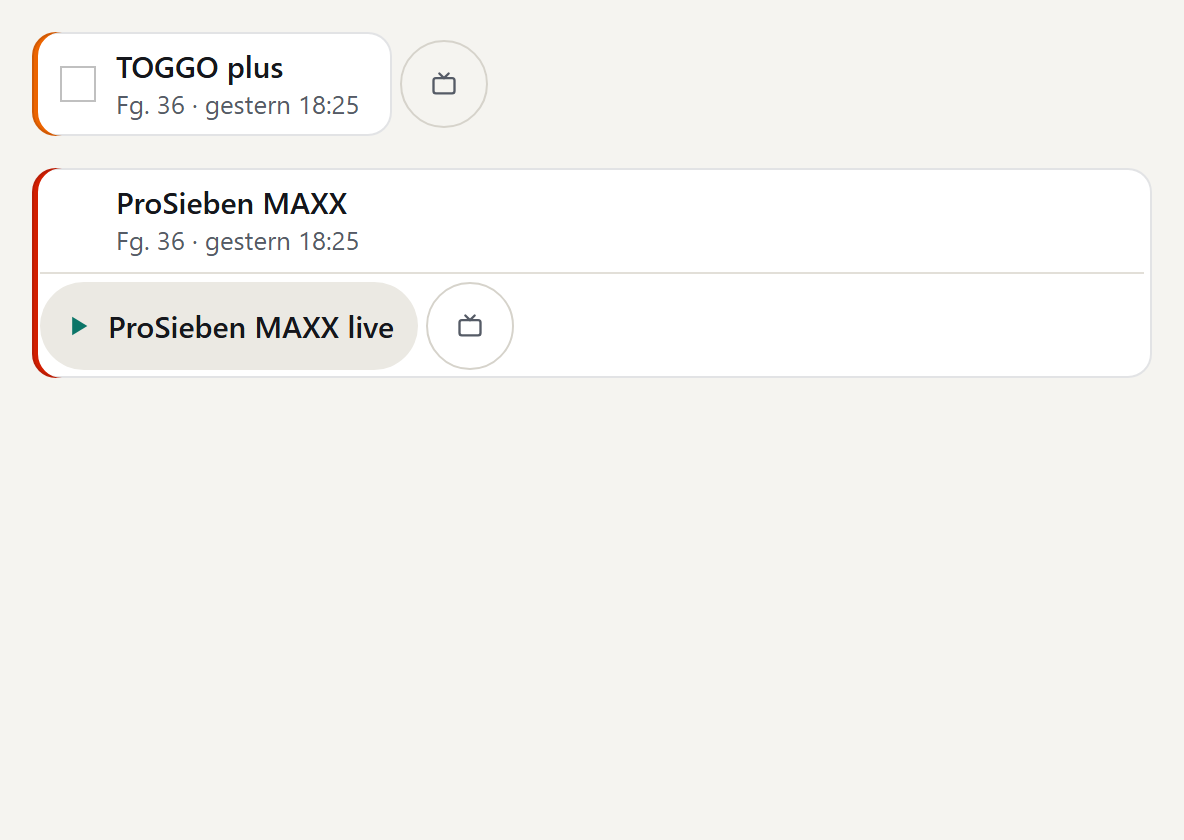 TOGGO plus
Fg. 36 · gestern 18:25
ProSieben MAXX
Fg. 36 · gestern 18:25
ProSieben MAXX live